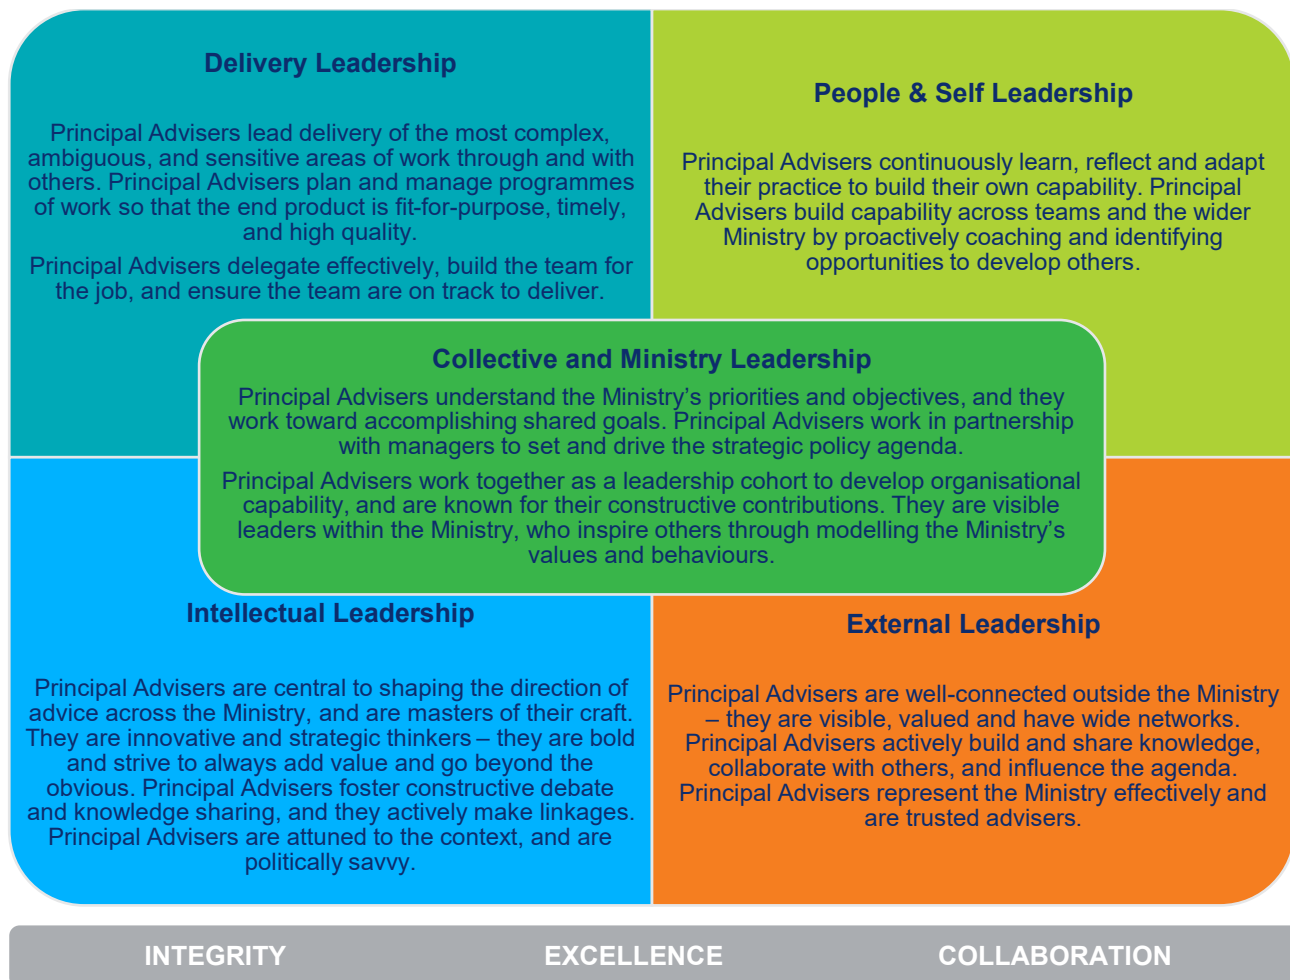 Delivery Leadership
Principal Advisers lead delivery of the most complex,
ambiguous, and sensitive areas of work through and with
others. Principal Advisers plan and manage programmes
of work so that the end product is fit-for-purpose, timely,
and high quality.
Principal Advisers delegate effectively, build the team for
the job, and ensure the team are on track to deliver.
People & Self Leadership
Principal Advisers continuously learn, reflect and adapt
their practice to build their own capability. Principal
Advisers build capability across teams and the wider
Ministry by proactively coaching and identifying
opportunities to develop others.
Collective and Ministry Leadership
Principal Advisers understand the Ministry’s priorities and objectives, and they
work toward accomplishing shared goals. Principal Advisers work in partnership
with managers to set and drive the strategic policy agenda.
Principal Advisers work together as a leadership cohort to develop organisational
capability, and are known for their constructive contributions. They are visible
leaders within the Ministry, who inspire others through modelling the Ministry’s
values and behaviours.
Intellectual Leadership
Principal Advisers are central to shaping the direction of
advice across the Ministry, and are masters of their craft.
They are innovative and strategic thinkers – they are bold
and strive to always add value and go beyond the
obvious. Principal Advisers foster constructive debate
and knowledge sharing, and they actively make linkages.
Principal Advisers are attuned to the context, and are
politically savvy.
External Leadership
Principal Advisers are well-connected outside the Ministry
– they are visible, valued and have wide networks.
Principal Advisers actively build and share knowledge,
collaborate with others, and influence the agenda.
Principal Advisers represent the Ministry effectively and
are trusted advisers.
INTEGRITY EXCELLENCE COLLABORATION